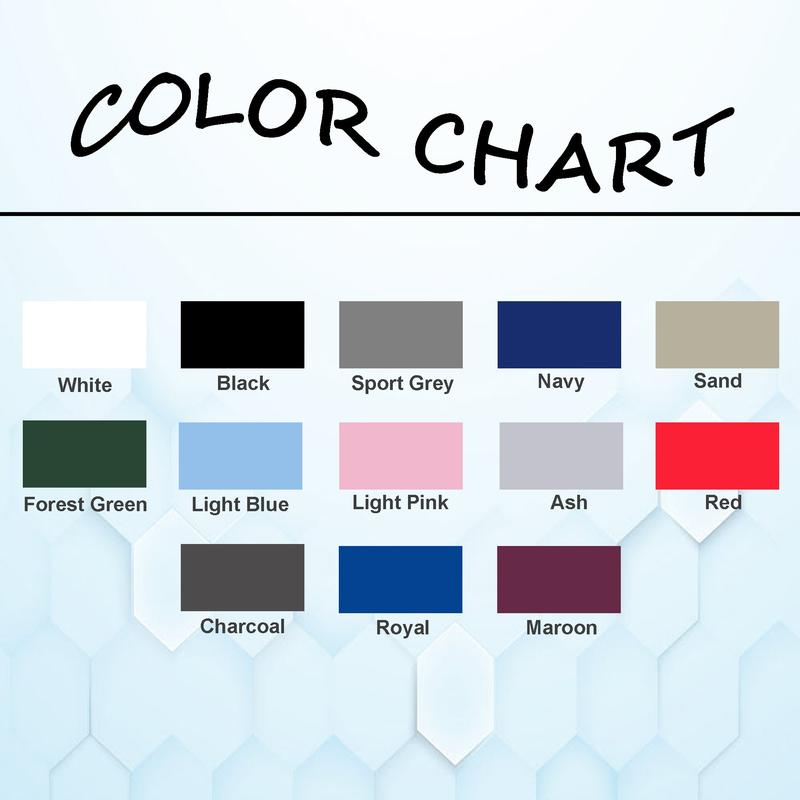 COLOR CHART
White Black Sport Grey Navy Sand
Forest Green Light Blue Light Pink Ash Red
Charcoal Royal Maroon